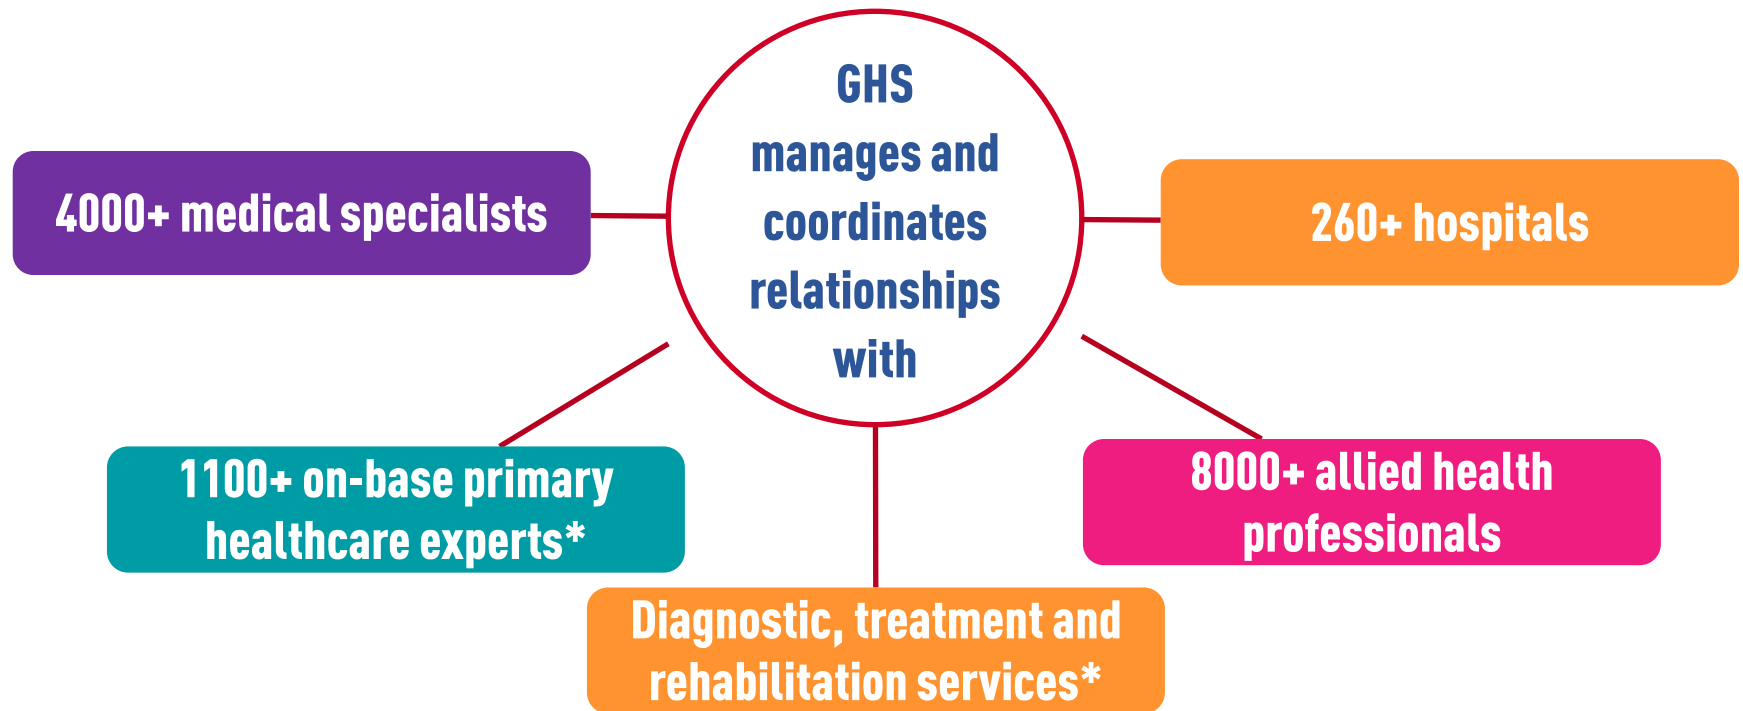 GHS
manages and
coordinates
relationships
with
4000+ medical specialists
260+ hospitals
1100+ on-base primary
healthcare experts*
8000+ allied health
professionals
Diagnostic, treatment and
rehabilitation services*